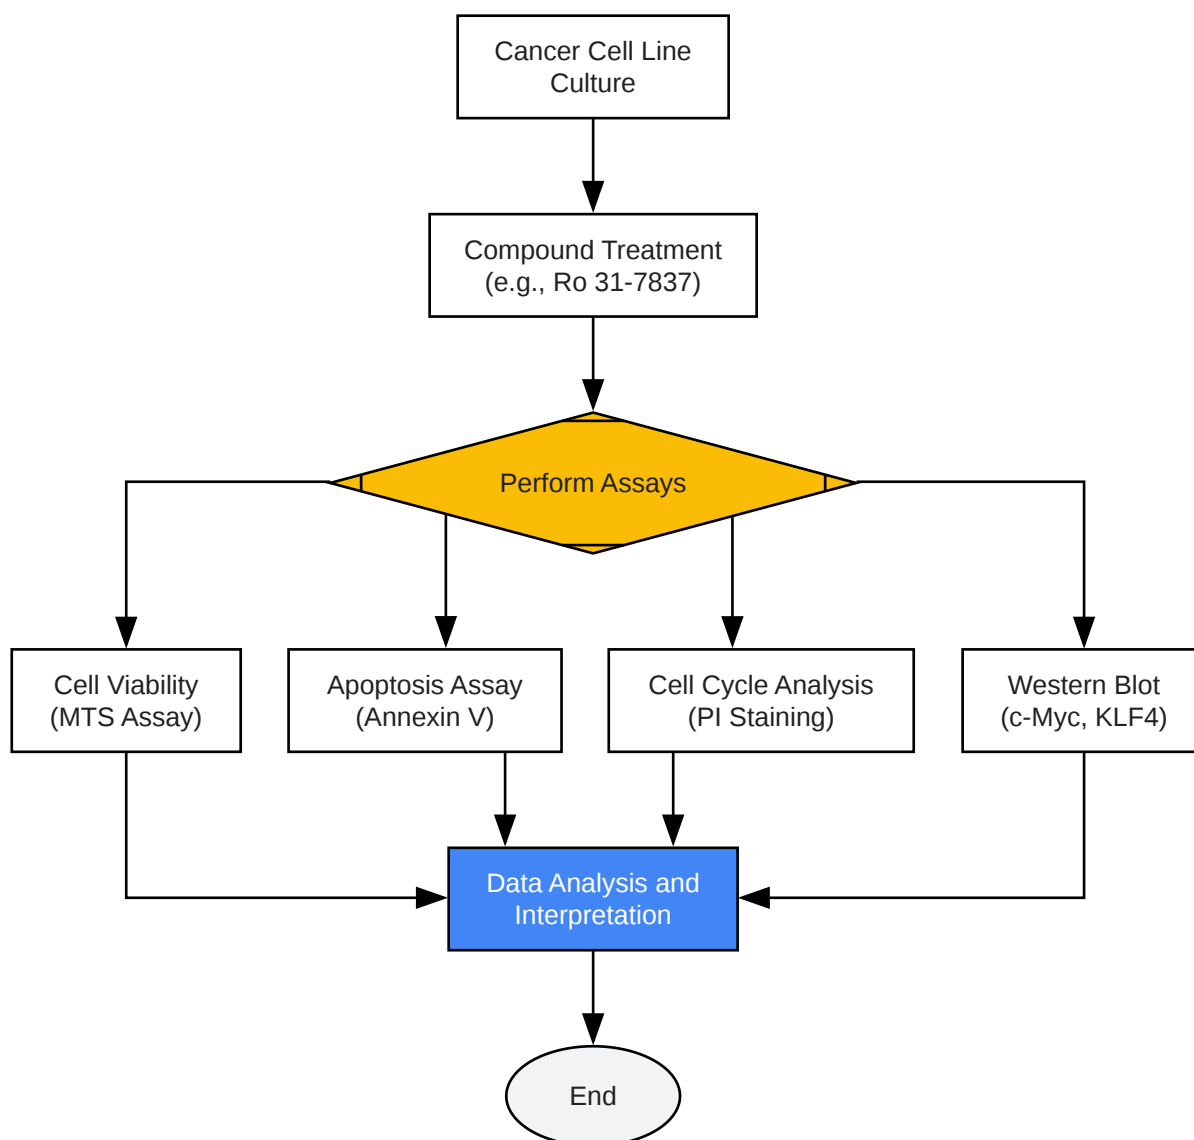 Cancer Cell Line
Culture
Compound Treatment
(e.g., Ro 31-7837)
Perform Assays
Cell Viability
(MTS Assay)
Apoptosis Assay
(Annexin V)
Cell Cycle Analysis
(PI Staining)
Western Blot
(c-Myc, KLF4)
Data Analysis and
Interpretation
End